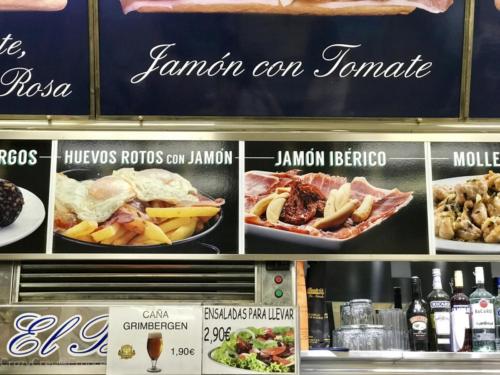 te,
Rosa
Jamón con Tomate
RGOS
HUEVOS ROTOS CON JAMÓN
JAMÓN IBÉRICO
MOLLE
El
CAÑA
GRIMBERGEN
1,90€
ENSALADAS PARA LLEVAR
2,90€